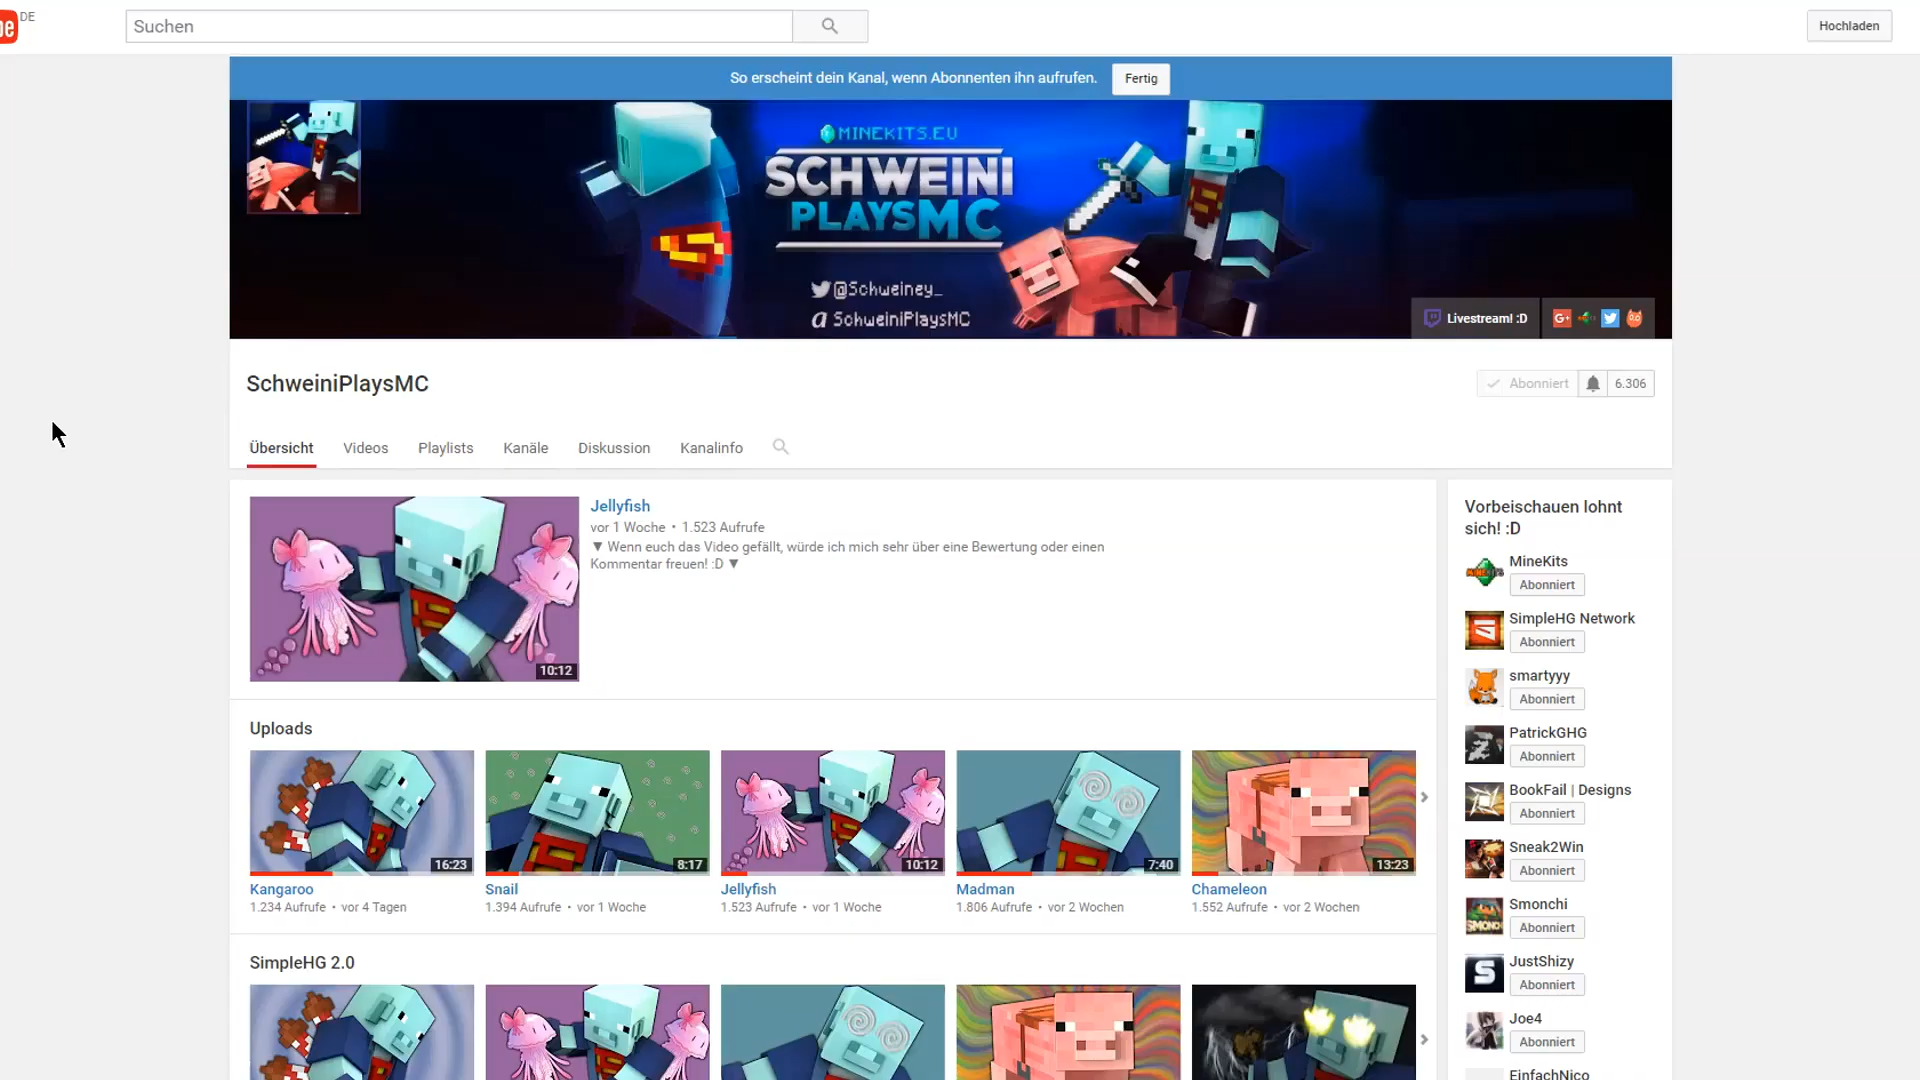 be DE
Suchen
Hochladen
So erscheint dein Kanal, wenn Abonnenten ihn aufrufen.
Fertig
MINEKITS.EU
SCHWEINI
PLAYSMC
@Schweiney_
a SchweiniPlaysMC
Livestream! :D
G+
SchweiniPlaysMC
Abonniert
6.306
Übersicht
Videos
Playlists
Kanäle
Diskussion
Kanalinfo
10:12
Jellyfish
vor 1 Woche • 1.523 Aufrufe
▼ Wenn euch das Video gefällt, würde ich mich sehr über eine Bewertung oder einen
Kommentar freuen! :D ▼
Uploads
16:23
Kangaroo
1.234 Aufrufe • vor 4 Tagen
8:17
Snail
1.394 Aufrufe • vor 1 Woche
10:12
Jellyfish
1.523 Aufrufe • vor 1 Woche
7:40
Madman
1.806 Aufrufe • vor 2 Wochen
13:23
Chameleon
1.552 Aufrufe • vor 2 Wochen
SimpleHG 2.0
Vorbeischauen lohnt
sich! :D
MineKits
Abonniert
SimpleHG Network
Abonniert
smartyyy
Abonniert
PatrickGHG
Abonniert
BookFail | Designs
Abonniert
Sneak2Win
Abonniert
Smonchi
Abonniert
JustShizy
Abonniert
Joe4
Abonniert
EinfachNico